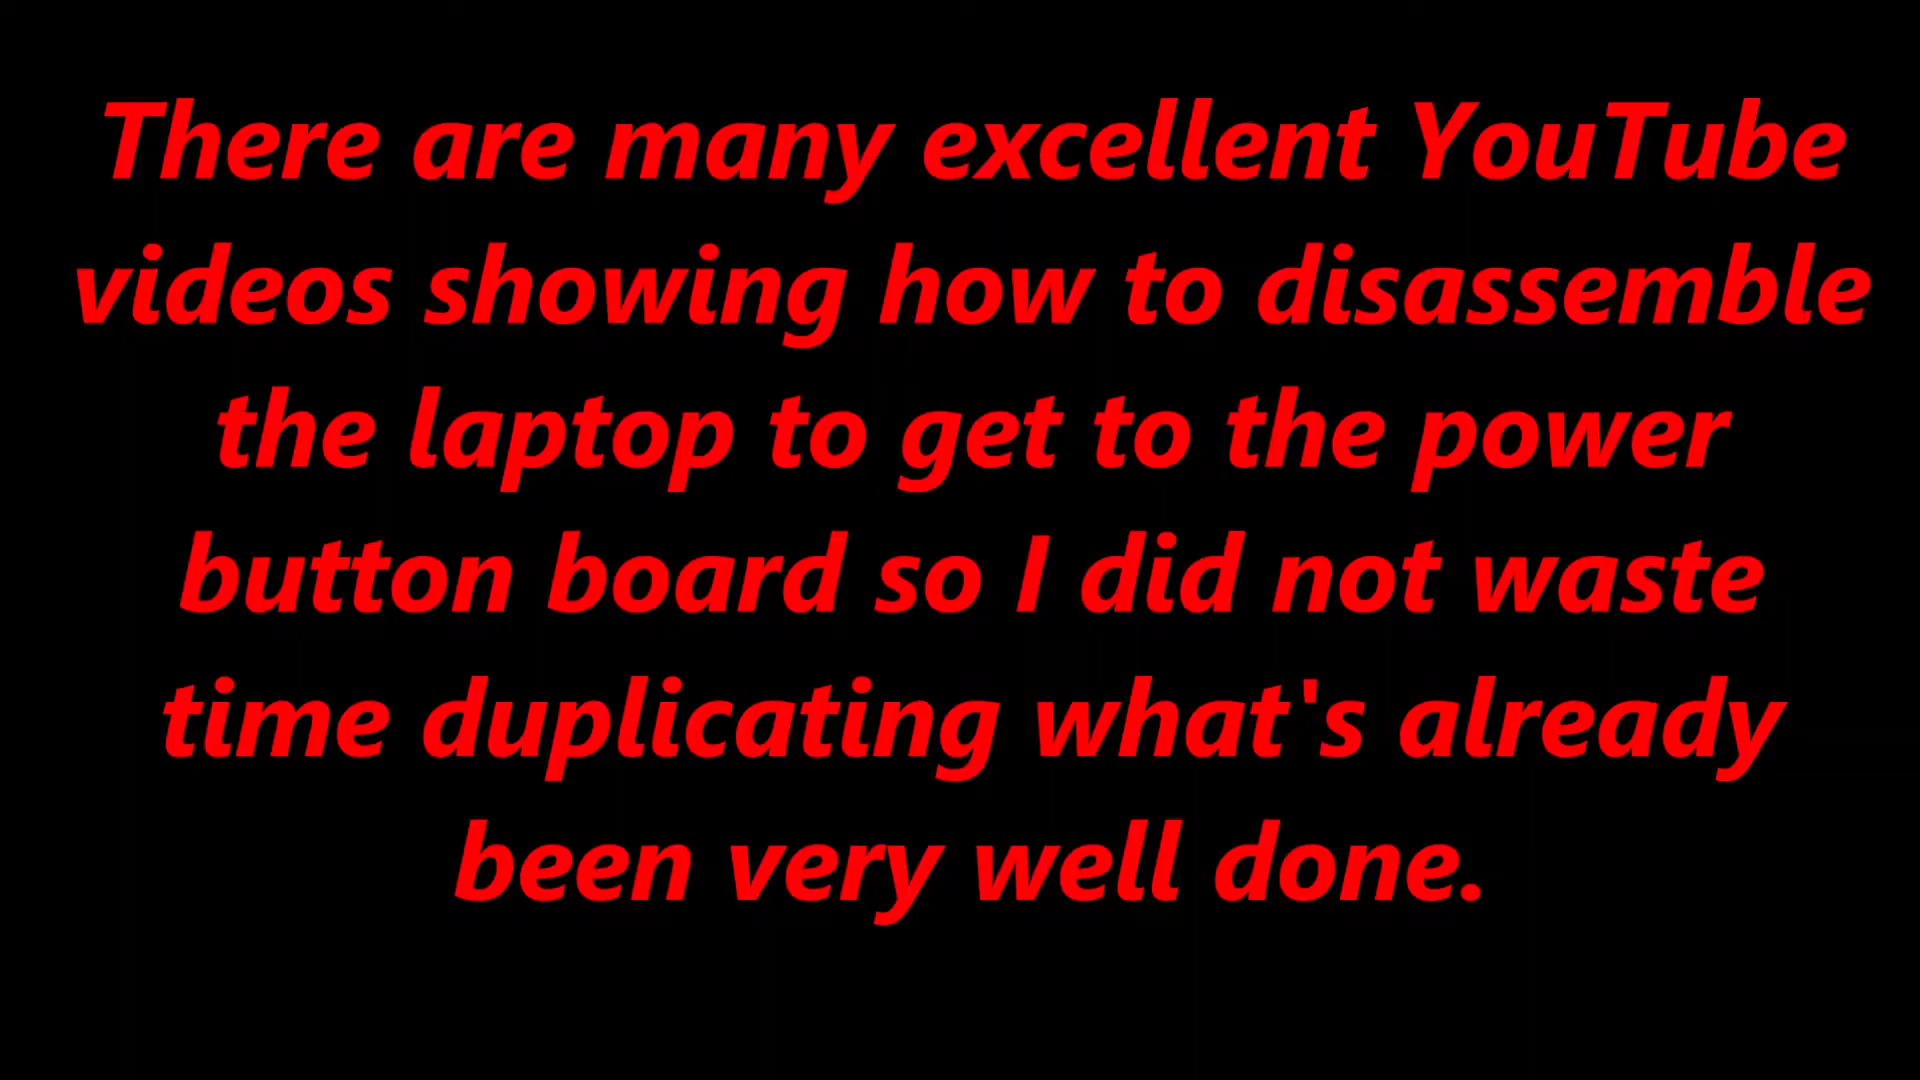 There are many excellent YouTube
videos showing how to disassemble
the laptop to get to the power
button board so I did not waste
time duplicating what's already
been very well done.